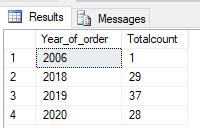 Results Messages
Year_of_order Totalcount
1 2006 1
2 2018 29
3 2019 37
4 2020 28